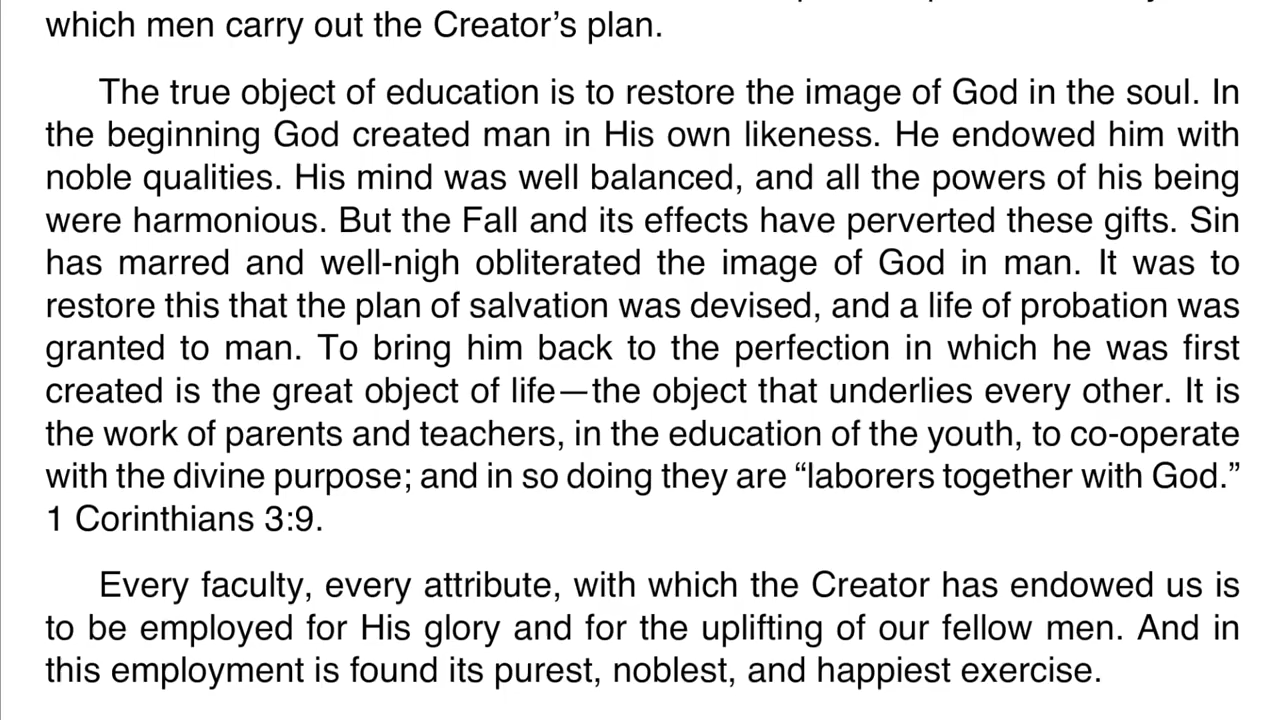 which men carry out the Creator’s plan.
The true object of education is to restore the image of God in the soul. In
the beginning God created man in His own likeness. He endowed him with
noble qualities. His mind was well balanced, and all the powers of his being
were harmonious. But the Fall and its effects have perverted these gifts. Sin
has marred and well-nigh obliterated the image of God in man. It was to
restore this that the plan of salvation was devised, and a life of probation was
granted to man. To bring him back to the perfection in which he was first
created is the great object of life—the object that underlies every other. It is
the work of parents and teachers, in the education of the youth, to co-operate
with the divine purpose; and in so doing they are “laborers together with God.”
1 Corinthians 3:9.
Every faculty, every attribute, with which the Creator has endowed us is
to be employed for His glory and for the uplifting of our fellow men. And in
this employment is found its purest, noblest, and happiest exercise.